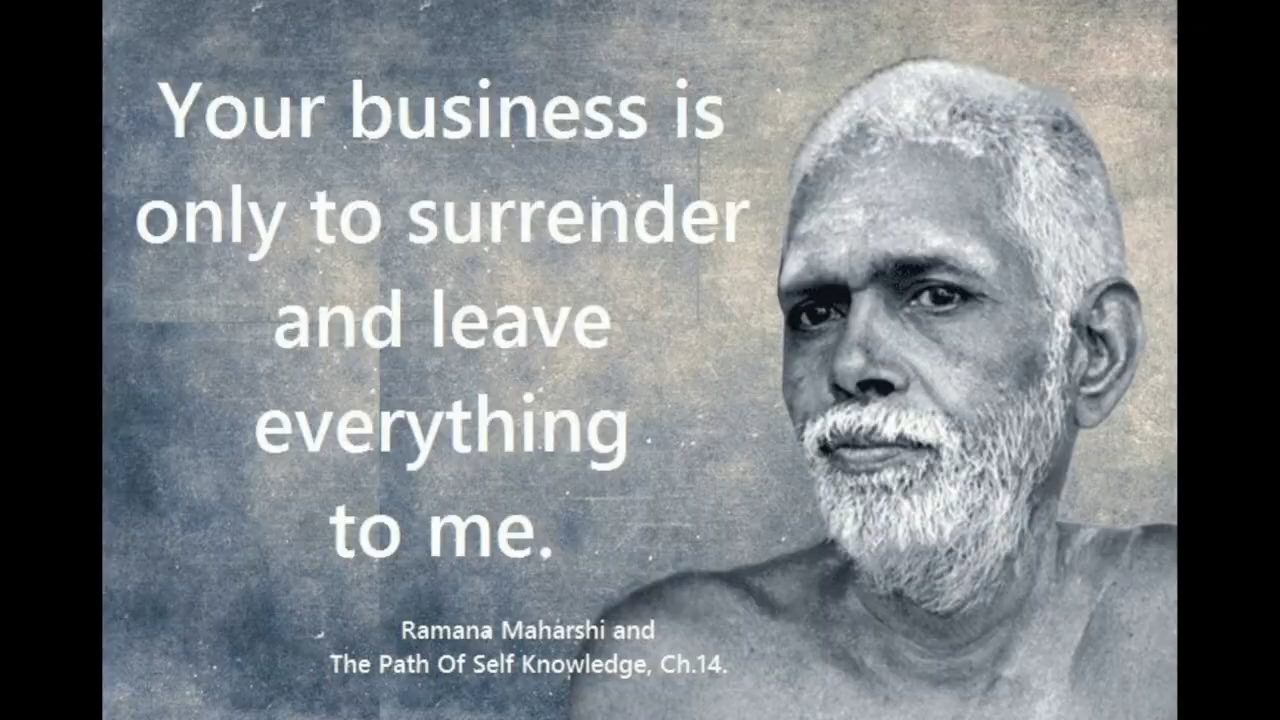 Your business is
only to surrender
and leave
everything
to me.
Ramana Maharshi and
The Path Of Self Knowledge, Ch.14.